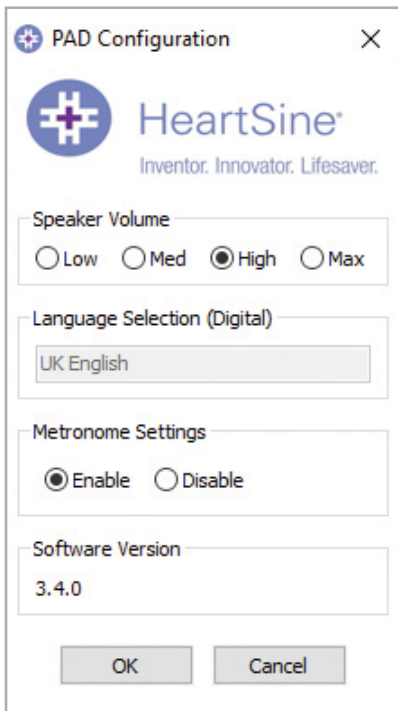 PAD Configuration
HeartSine®
Inventor. Innovator. Lifesaver.
Speaker Volume
Low Med High Max
Language Selection (Digital)
UK English
Metronome Settings
Enable Disable
Software Version
3.4.0
OK Cancel